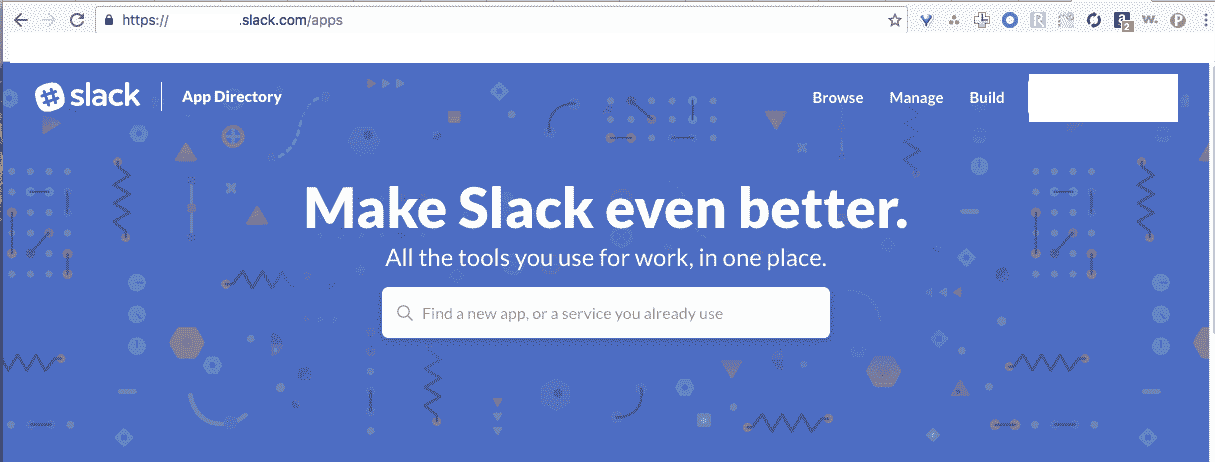 https:// .slack.com/apps
slack App Directory
Browse Manage Build
Make Slack even better.
All the tools you use for work, in one place.
Find a new app, or a service you already use